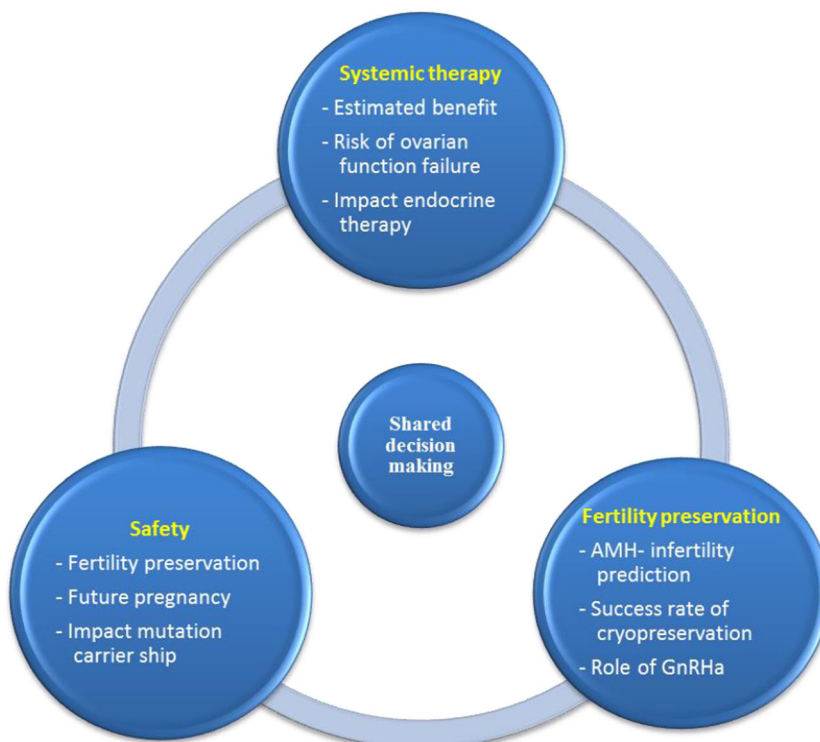 Systemic therapy
- Estimated benefit
- Risk of ovarian
function failure
- Impact endocrine
therapy
Shared
decision
making
Safety
- Fertility preservation
- Future pregnancy
- Impact mutation
carrier ship
Fertility preservation
- AMH- infertility
prediction
- Success rate of
cryopreservation
- Role of GnRHa